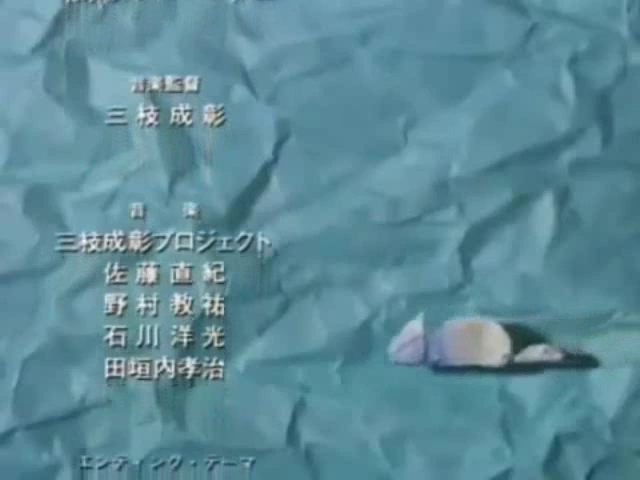 音楽監督
三枝成彰
音楽
三枝成彰プロジェクト
佐藤直紀
野村教祐
石川洋光
田垣内孝治
エンディング・テーマ